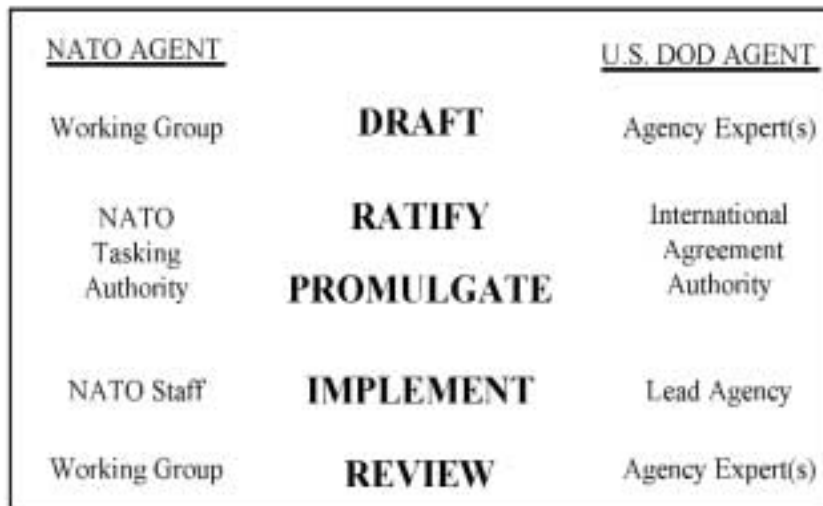 NATO AGENT U.S. DOD AGENT
Working Group DRAFT Agency Expert(s)
NATO RATIFY International
Tasking Agreement
Authority PROMULGATE Authority
NATO Staff IMPLEMENT Lead Agency
Working Group REVIEW Agency Expert(s)